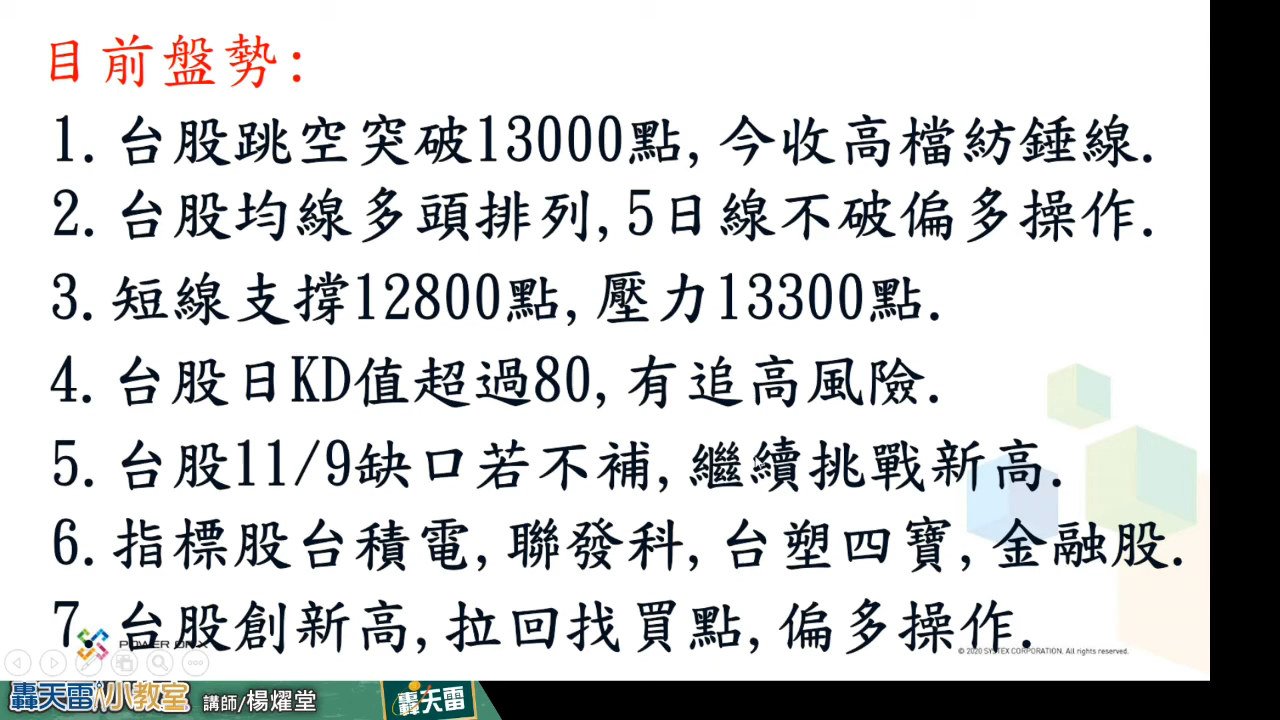 目前盤勢:
1.台股跳空突破13000點,今收高檔紡錘線.
2.台股均線多頭排列,5日線不破偏多操作.
3.短線支撐12800點,壓力13300點.
4.台股日KD值超過80,有追高風險.
5.台股11/9缺口若不補,繼續挑戰新高.
6.指標股台積電,聯發科,台塑四寶,金融股.
7.台股創新高,拉回找買點,偏多操作.
© 2020 SYSTEX CORPORATION. All rights reserved.
轟天雷小教室 講師/楊燿堂 轟天雷